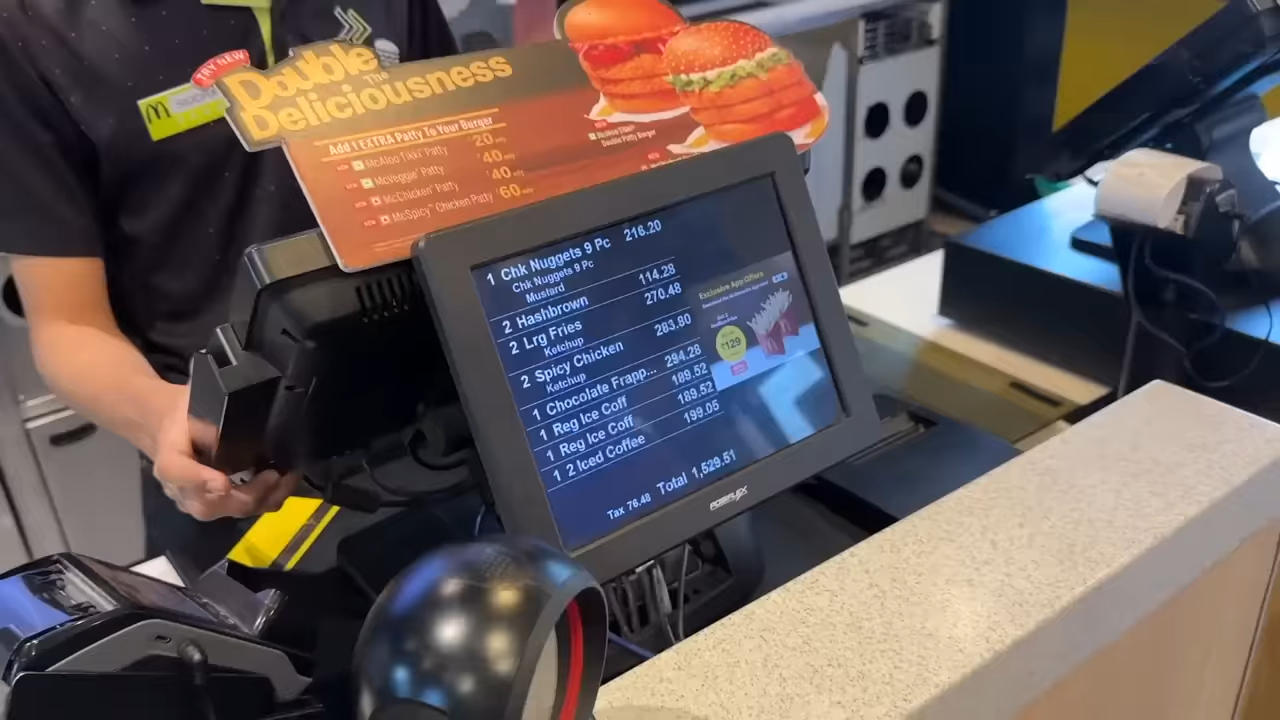 TRY NEW
Double
The
Deliciousness
Add 1 EXTRA Patty To Your Burger
McAloo Tikki Patty 20
McVeggie Patty 40
McChicken Patty 40
McSpicy Chicken Patty 60
Double Patty Burger
1 Chk Nuggets 9 Pc 216.20
Chk Nuggets 9 Pc
Mustard
2 Hashbrown 114.28
2 Lrg Fries 270.48
Ketchup
2 Spicy Chicken 283.80
Ketchup
1 Chocolate Frapp... 294.28
1 Reg Ice Coff 189.52
1 Reg Ice Coff 189.52
1 2 Iced Coffee 199.05
Tax 76.48 Total 1,529.51
Exclusive App Offers
₹129
POSIFLEX